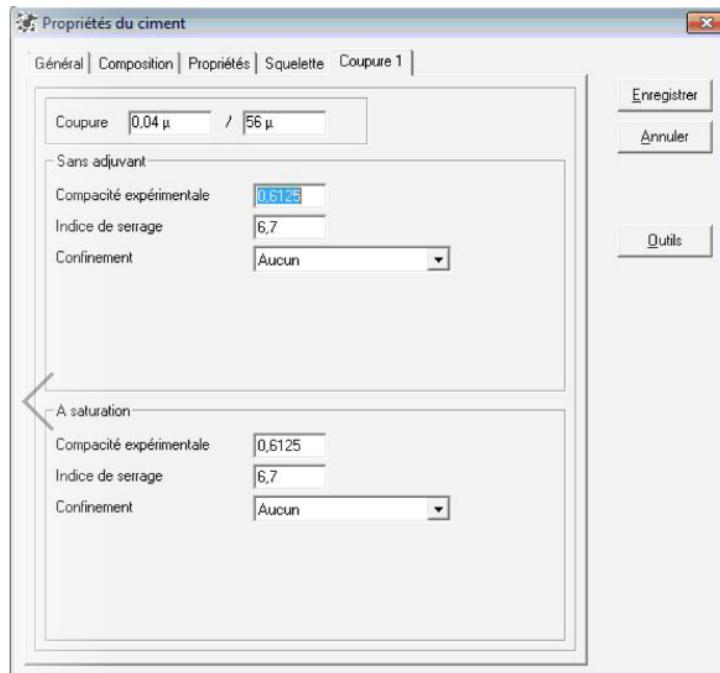 Propriétés du ciment
Général Composition Propriétés Squelette Coupure 1
Enregistrer
Annuler
Outils
Coupure 0,04 µ / 56 µ
Sans adjuvant
Compacité expérimentale 0,6125
Indice de serrage 6,7
Confinement Aucun
A saturation
Compacité expérimentale 0,6125
Indice de serrage 6,7
Confinement Aucun